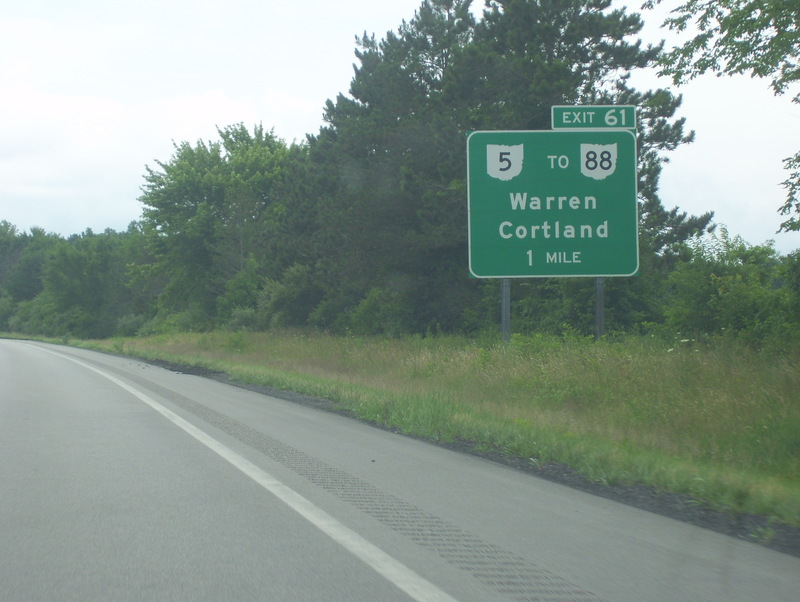 EXIT 61
5 TO 88
Warren
Cortland
1 MILE